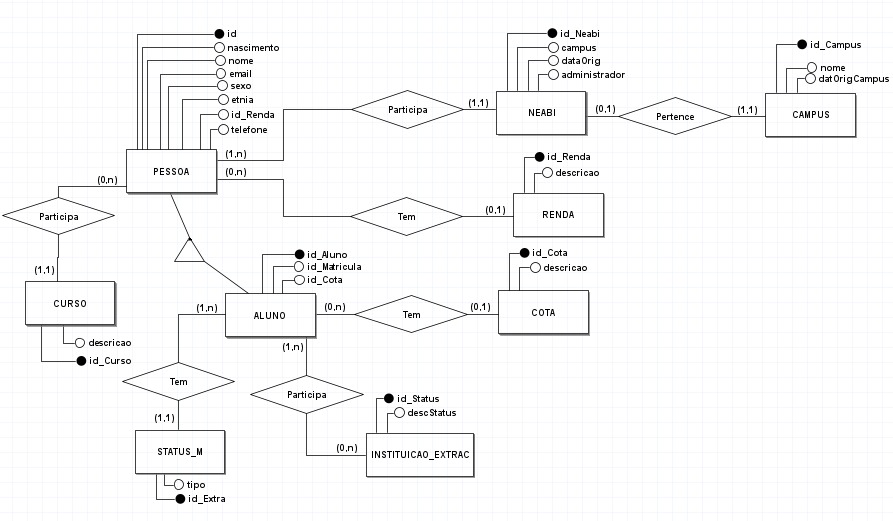 id
nascimento
nome
email
sexo
etnia
id_Renda
telefone
PESSOA
(1,n)
(0,n)
(0,n)
Participa
(1,1)
id_Neabi
campus
dataOrig
administrador
NEABI
(0,1)
Pertence
(1,1)
id_Campus
nome
datOrigCampus
CAMPUS
Tem
(0,1)
id_Renda
descricao
RENDA
Participa
(1,1)
CURSO
descricao
id_Curso
id_Aluno
id_Matricula
id_Cota
ALUNO
(1,n)
(0,n)
(1,n)
Tem
(0,1)
id_Cota
descricao
COTA
Tem
(1,1)
STATUS_M
tipo
id_Extra
Participa
(0,n)
id_Status
descStatus
INSTITUICAO_EXTRAC